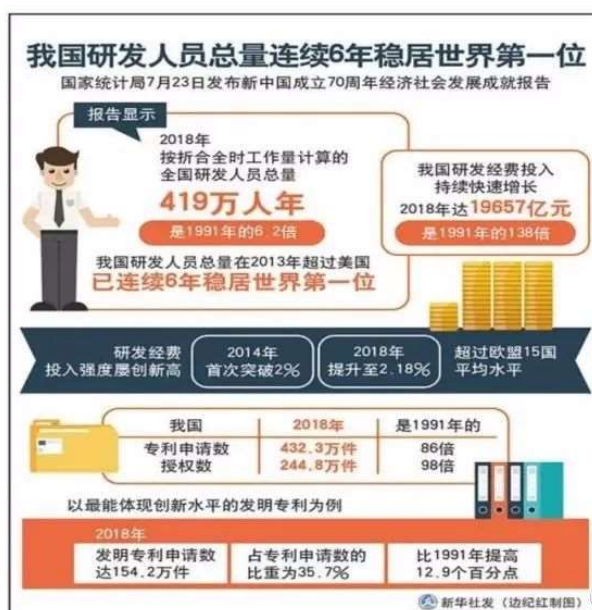 我国研发人员总量连续6年稳居世界第一位
国家统计局7月23日发布新中国成立70周年经济社会发展成就报告
报告显示
2018年
按折合全时工作量计算的
全国研发人员总量
419万人年
是1991年的6.2倍
我国研发人员总量在2013年超过美国
已连续6年稳居世界第一位
我国研发经费投入
持续快速增长
2018年达19657亿元
是1991年的138倍
研发经费
投入强度屡创新高
2014年
首次突破2%
2018年
提升至2.18%
超过欧盟15国
平均水平
我国 2018年 是1991年的
专利申请数 432.3万件 86倍
授权数 244.8万件 98倍
以最能体现创新水平的发明专利为例
2018年
发明专利申请数
达154.2万件
占专利申请数的
比重为35.7%
比1991年提高
12.9个百分点
新华社发（边纪红制图）